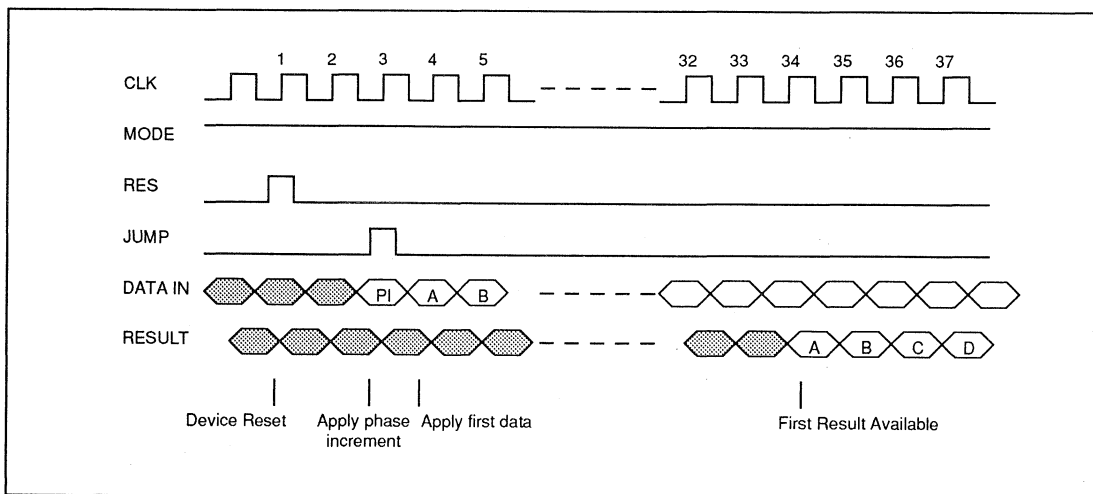 1 2 3 4 5 32 33 34 35 36 37
CLK
MODE
RES
JUMP
DATA IN PI A B
RESULT A B C D
Device Reset Apply phase increment Apply first data First Result Available